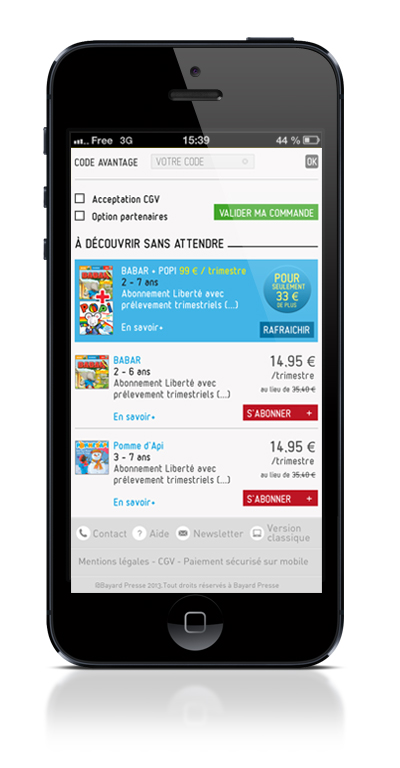 Free 3G 15:39 44 %
CODE AVANTAGE VOTRE CODE OK
Acceptation CGV
Option partenaires
VALIDER MA COMMANDE
À DÉCOUVRIR SANS ATTENDRE
BABAR + POPI 99 € / trimestre
2 - 7 ans
Abonnement Liberté avec
prélevement trimestriels (...)
En savoir+
POUR
SEULEMENT
33 €
DE PLUS
RAFRAICHIR
BABAR
2 - 6 ans
Abonnement Liberté avec
prélevement trimestriels (...)
En savoir+
14.95 €
/trimestre
au lieu de 35,40 €
S'ABONNER +
Pomme d'Api
3 - 7 ans
Abonnement Liberté avec
prélevement trimestriels (...)
En savoir+
14.95 €
/trimestre
au lieu de 35,40 €
S'ABONNER +
Contact ? Aide Newsletter Version
classique
Mentions légales - CGV - Paiement sécurisé sur mobile
Bayard Presse 2013.Tout droites réservés à Bayard Presse